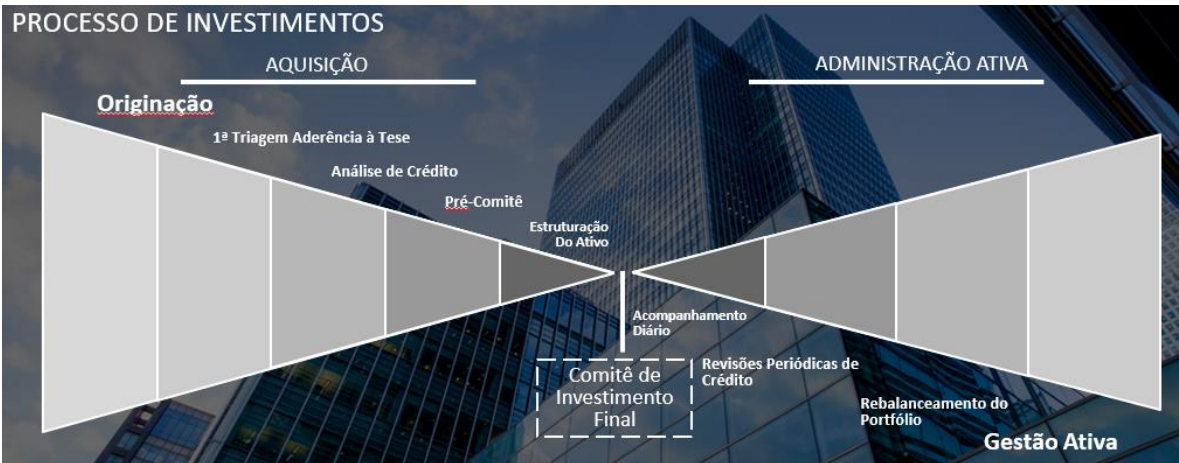 PROCESSO DE INVESTIMENTOS
AQUISIÇÃO
ADMINISTRAÇÃO ATIVA
Originação
1ª Triagem Aderência à Tese
Análise de Crédito
Pré-Comitê
Estruturação
Do Ativo
Acompanhamento
Diário
Comitê de
Investimento
Final
Revisões Periódicas de
Crédito
Rebalanceamento do
Portfólio
Gestão Ativa